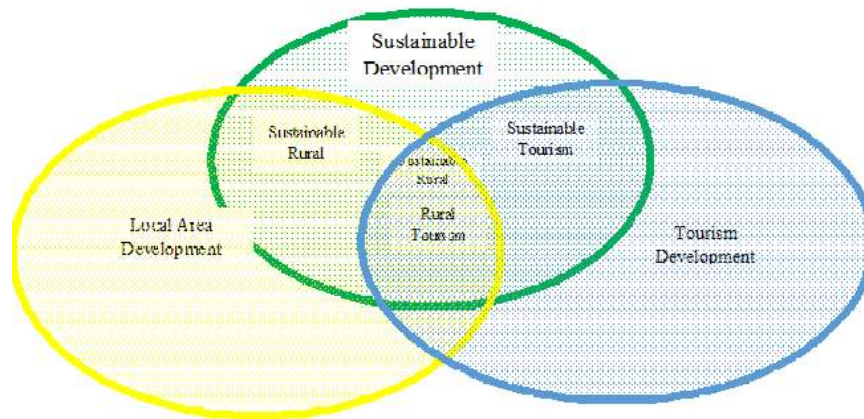 Sustainable
Development
Sustainable
Rural
Sustainable
Tourism
Sustainable
Rural
Rural
Tourism
Local Area
Development
Tourism
Development